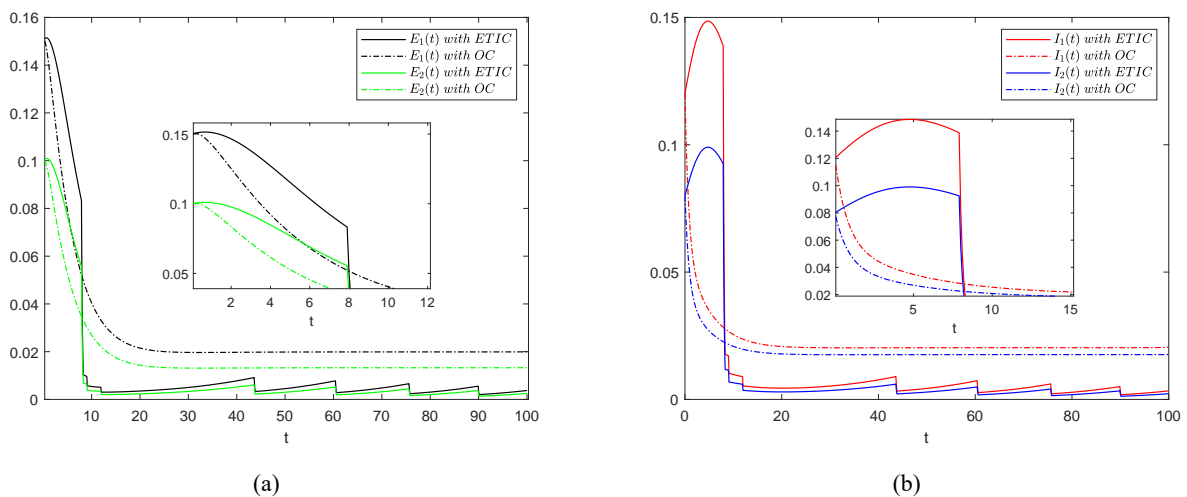 0.16
0.14
0.12
0.1
0.08
0.06
0.04
0.02
0
10 20 30 40 50 60 70 80 90 100
t
E1(t) with ETIC
E1(t) with OC
E2(t) with ETIC
E2(t) with OC
0.15
0.1
0.05
2 4 6 8 10 12
t
(a)
0.15
0.1
0.05
0
0 20 40 60 80 100
t
I1(t) with ETIC
I1(t) with OC
I2(t) with ETIC
I2(t) with OC
0.14
0.12
0.1
0.08
0.06
0.04
0.02
5 10 15
t
(b)